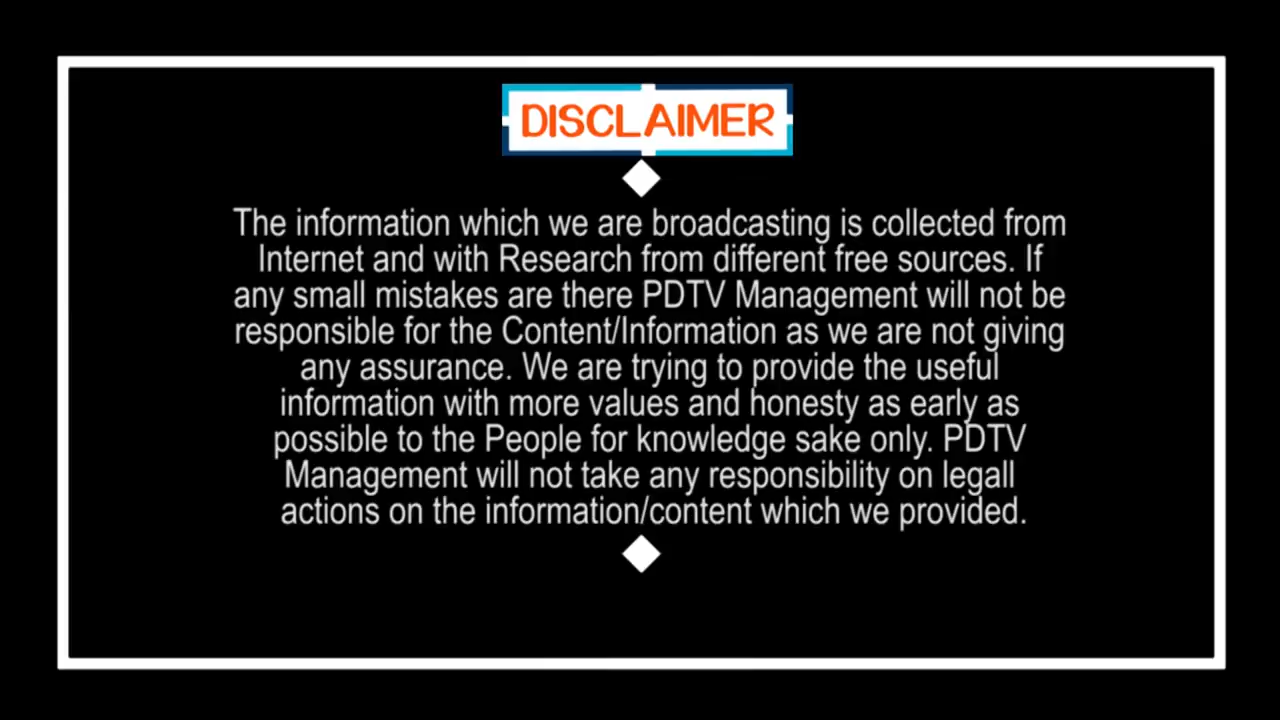 DISCLAIMER
The information which we are broadcasting is collected from
Internet and with Research from different free sources. If
any small mistakes are there PDTV Management will not be
responsible for the Content/Information as we are not giving
any assurance. We are trying to provide the useful
information with more values and honesty as early as
possible to the People for knowledge sake only. PDTV
Management will not take any responsibility on legall
actions on the information/content which we provided.